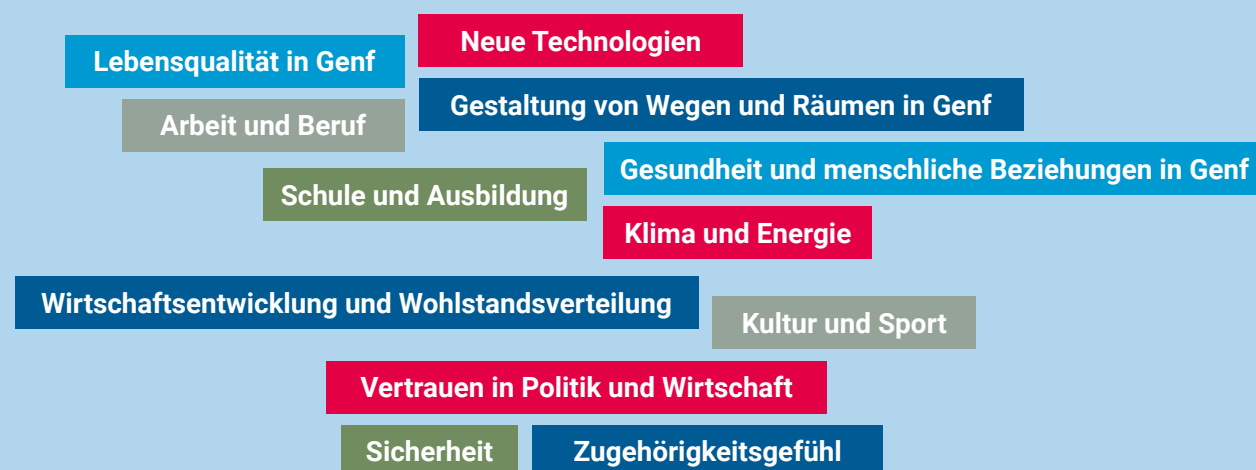 Neue Technologien
Lebensqualität in Genf
Gestaltung von Wegen und Räumen in Genf
Arbeit und Beruf
Gesundheit und menschliche Beziehungen in Genf
Schule und Ausbildung
Klima und Energie
Wirtschaftsentwicklung und Wohlstandsverteilung
Kultur und Sport
Vertrauen in Politik und Wirtschaft
Sicherheit
Zugehörigkeitsgefühl